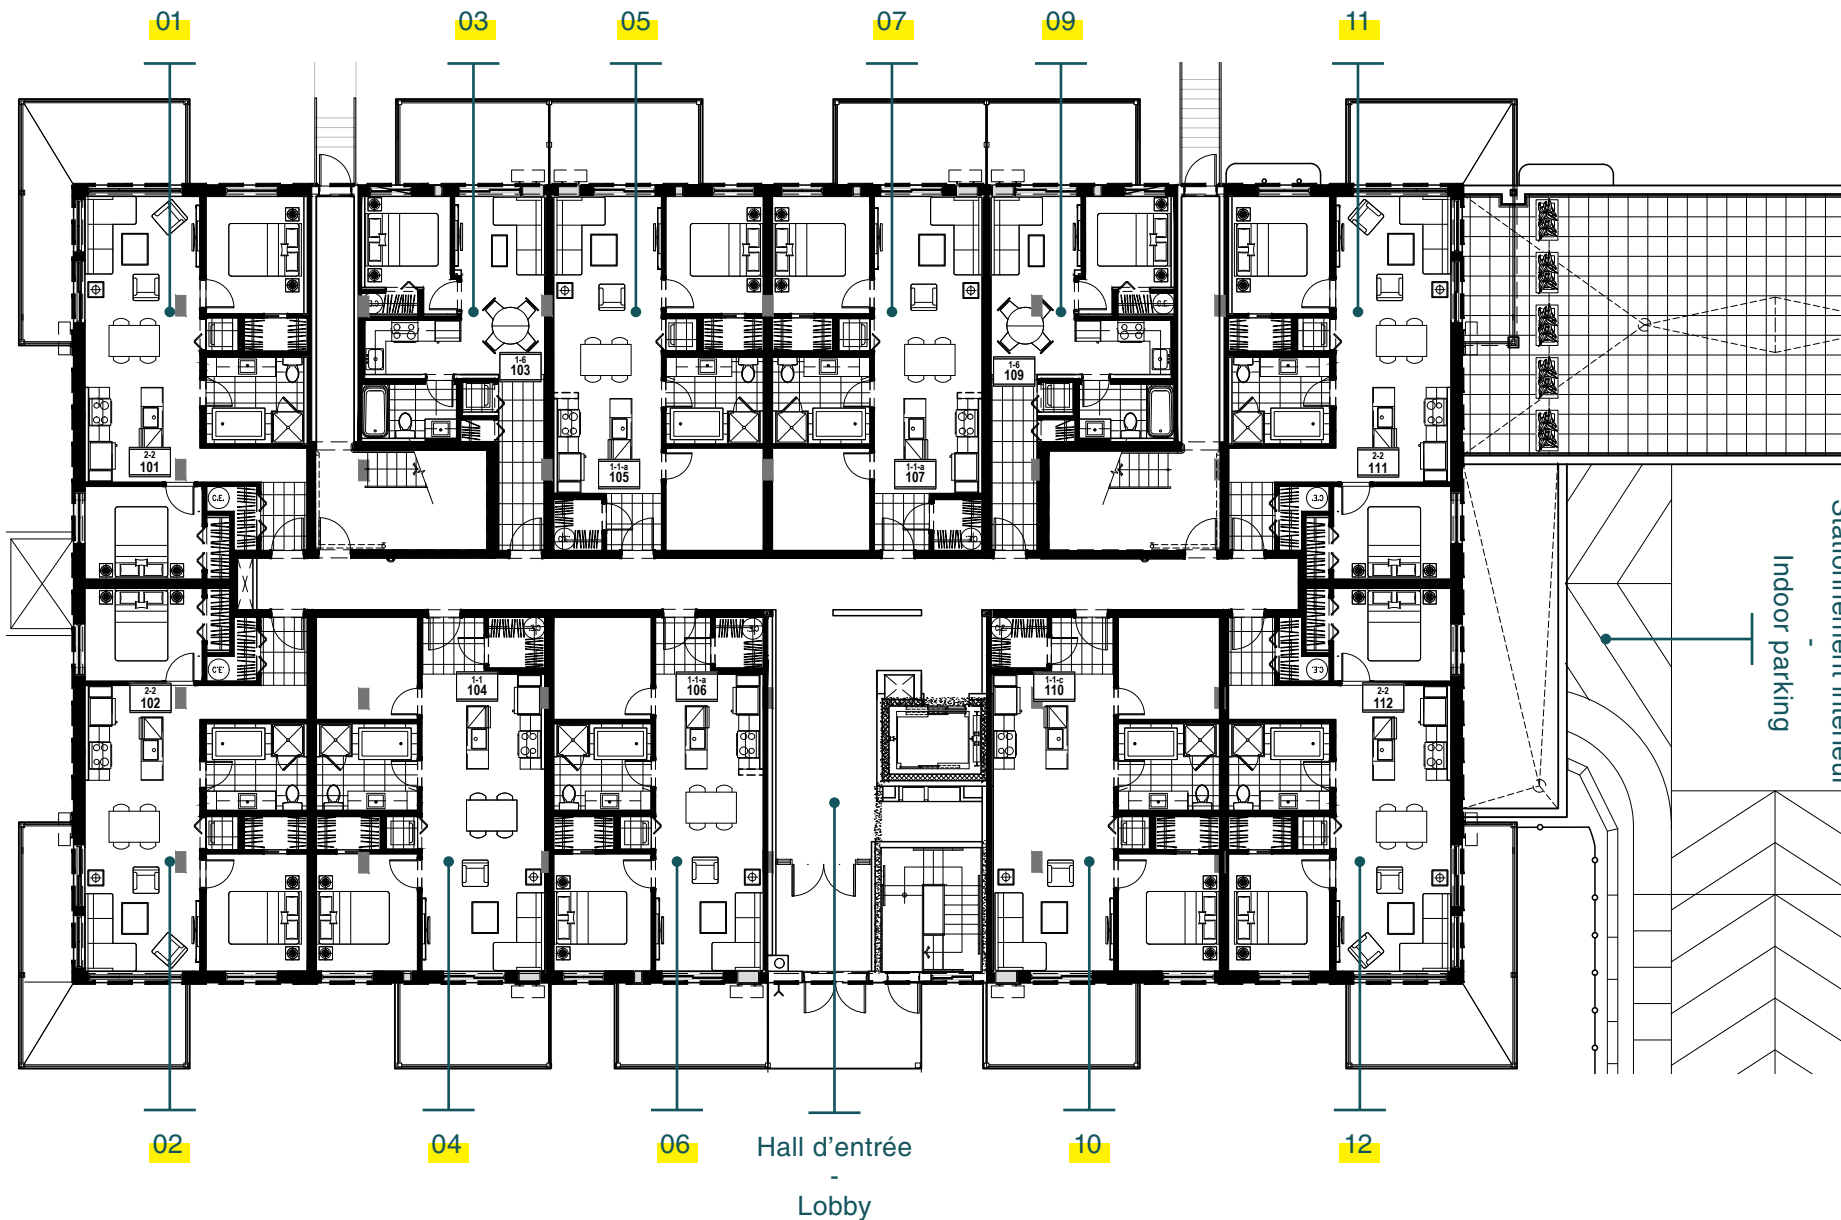 01
03
05
07
09
11
1-6
103
1-6
109
2-2
101
1-1-a
105
1-1-a
107
2-2
111
C.E.
C.E.
C.E.
C.E.
C.E.
C.E.
2-2
102
1-1
104
1-1-a
106
1-1-c
110
2-2
112
C.E.
C.E.
Stationnement intérieur
-
Indoor parking
02
04
06
Hall d'entrée
-
Lobby
10
12